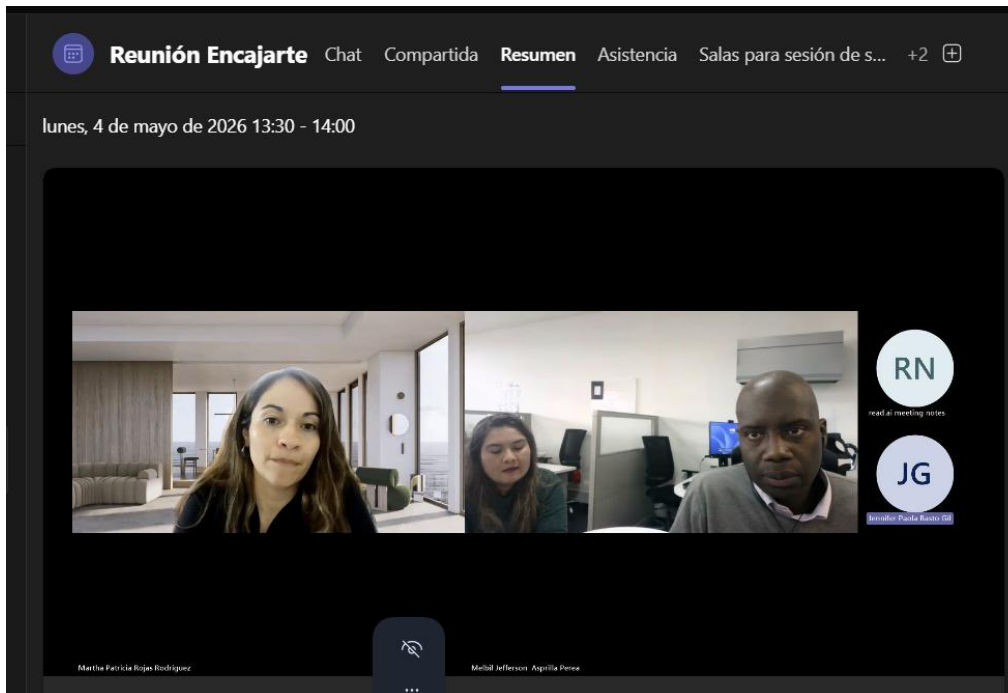 Reunión Encajarte Chat Compartida Resumen Asistencia Salas para sesión de s... +2
lunes, 4 de mayo de 2026 13:30 - 14:00
RN
read.ai meeting notes
JG
Jennifer Paola Basto Gil
Martha Patricia Rojas Rodriguez
Melbil Jefferson Asprilla Perea